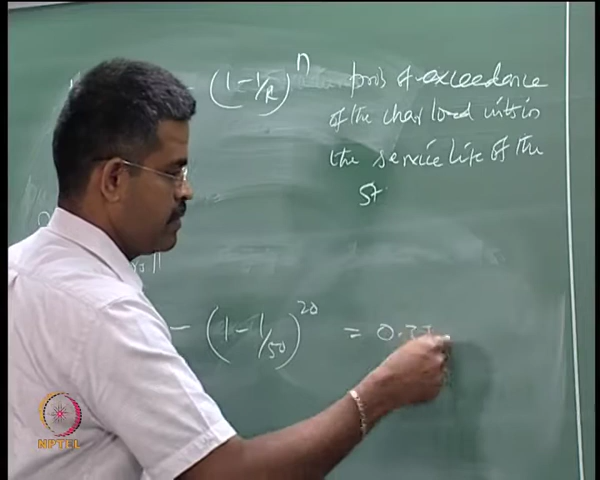 – (1 – 1/R)^n prob of exceedance
of the char load within
the service life of the
st
– (1 – 1/50)^20 = 0.33
NPTEL